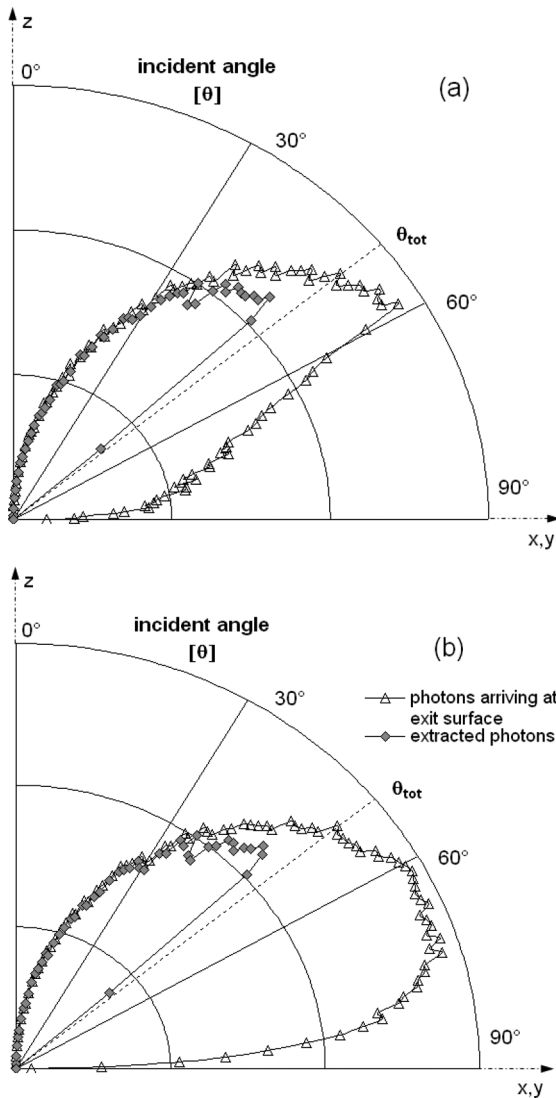 z
0°
incident angle
[θ]
(a)
30°
θtot
60°
90°
x,y
z
0°
incident angle
[θ]
(b)
30°
photons arriving at
exit surface
extracted photons
θtot
60°
90°
x,y